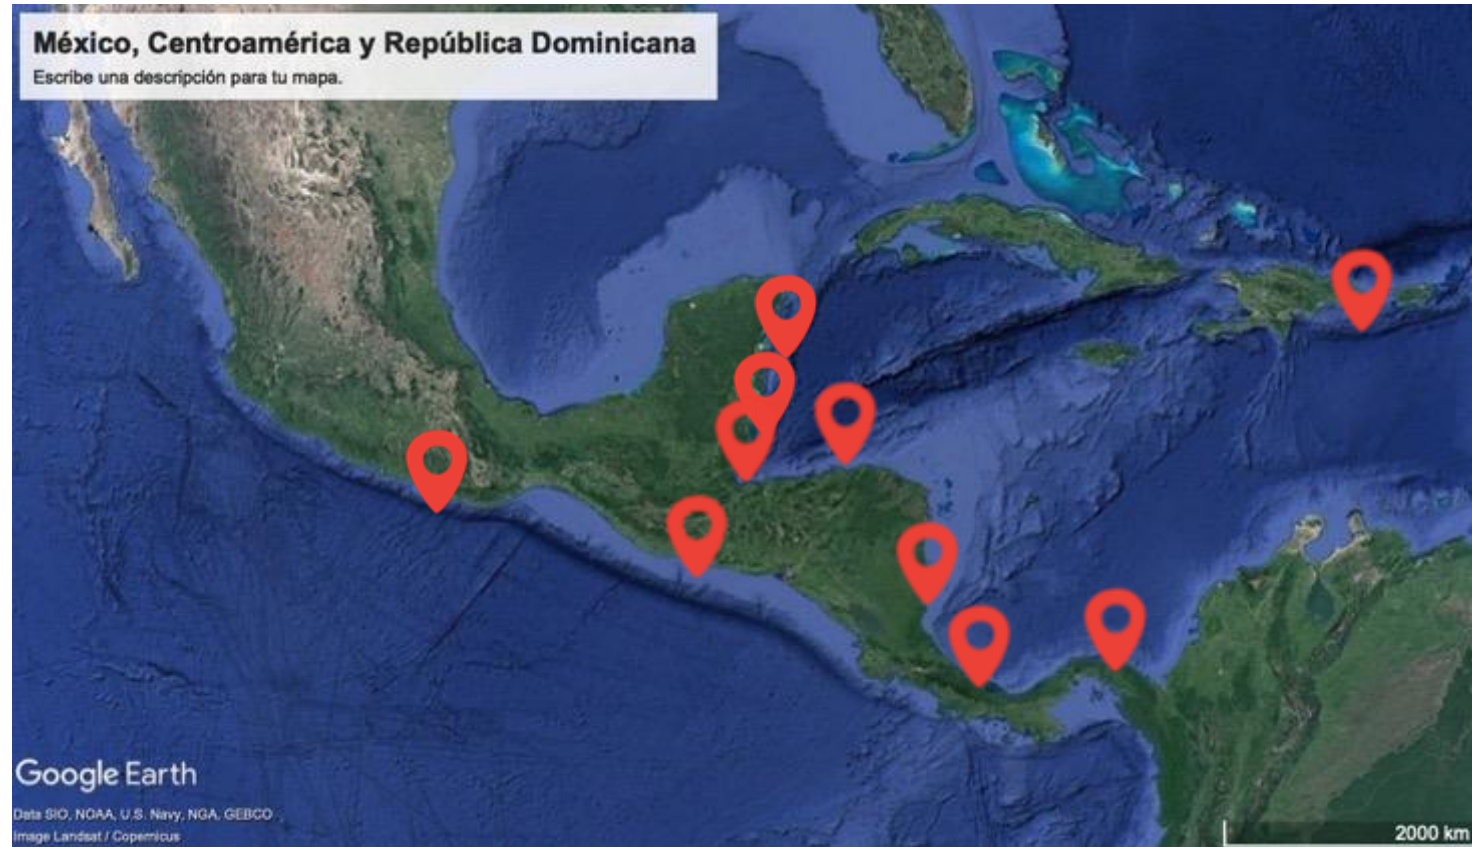 México, Centroamérica y República Dominicana
Escribe una descripción para tu mapa.
Google Earth
Data SIO, NOAA, U.S. Navy, NGA, GEBCO
Image Landsat / Copernicus
2000 km